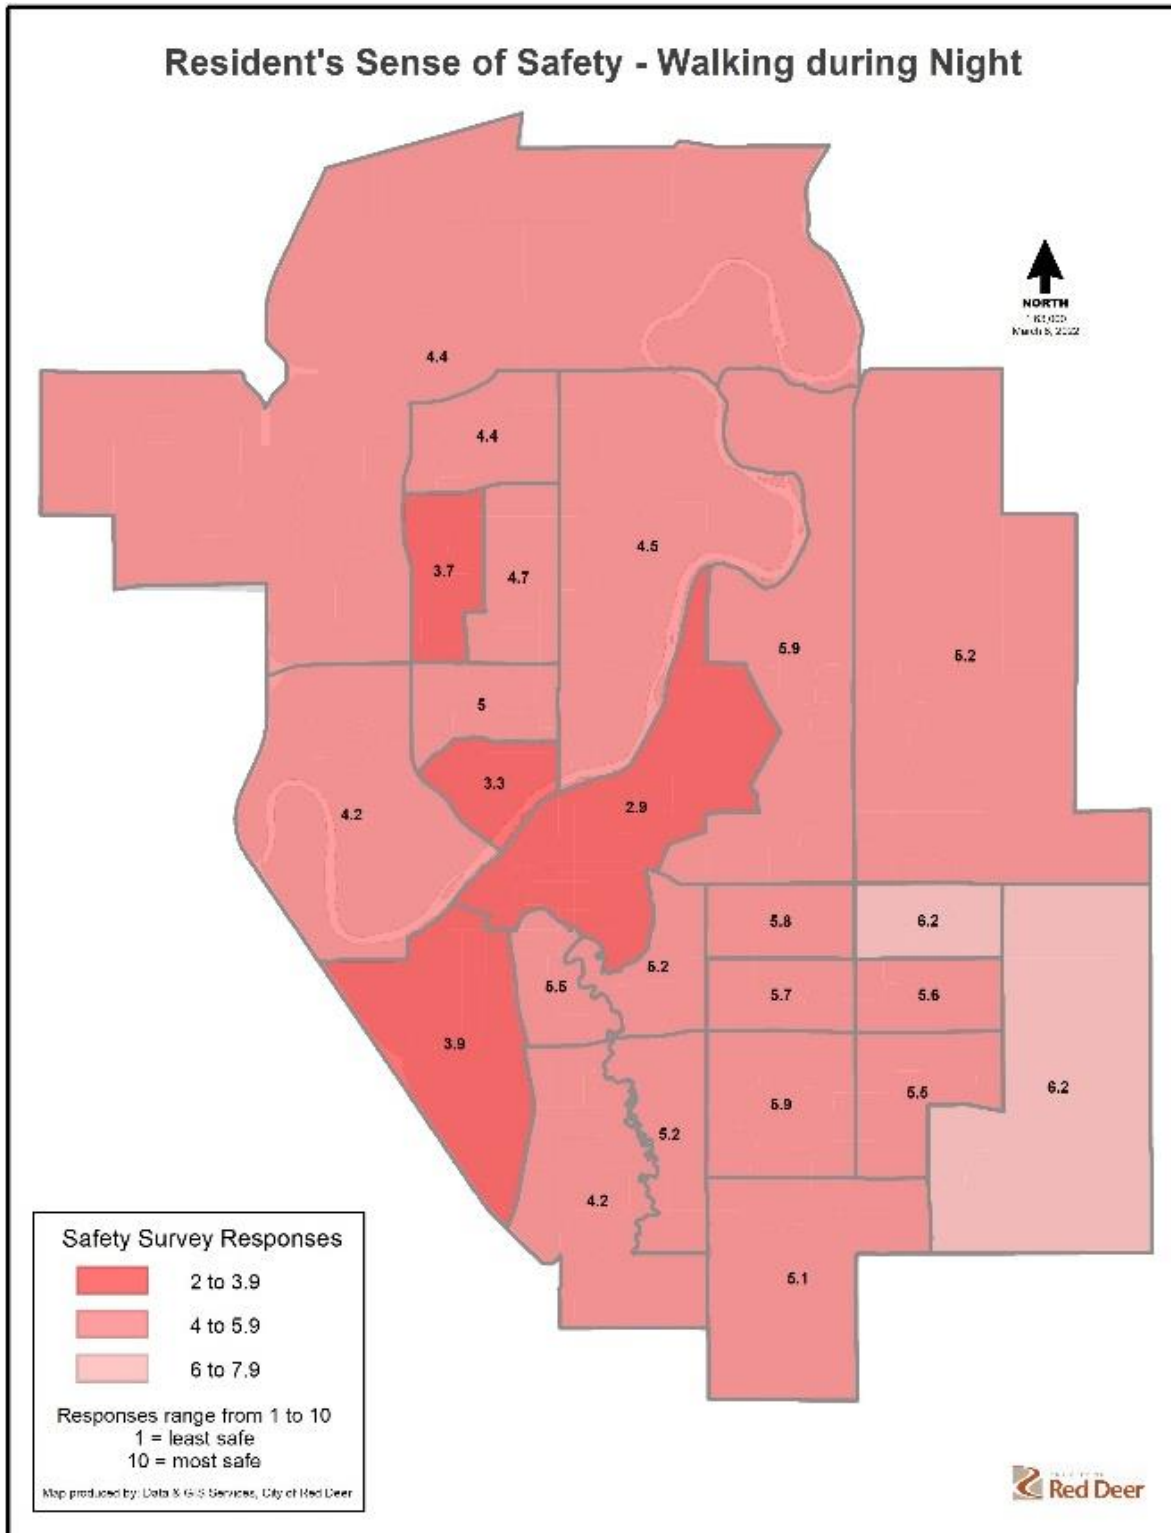 Resident's Sense of Safety - Walking during Night
NORTH
March 8, 2022
4.4
4.4
4.5
3.7
4.7
5.9
5.2
5
3.3
4.2
2.9
5.8
6.2
5.2
5.5
5.7
5.6
3.9
6.2
5.5
5.9
5.2
4.2
5.1
Safety Survey Responses
2 to 3.9
4 to 5.9
6 to 7.9
Responses range from 1 to 10
1 = least safe
10 = most safe
Map produced by: Data & GIS Services, City of Red Deer
Red Deer